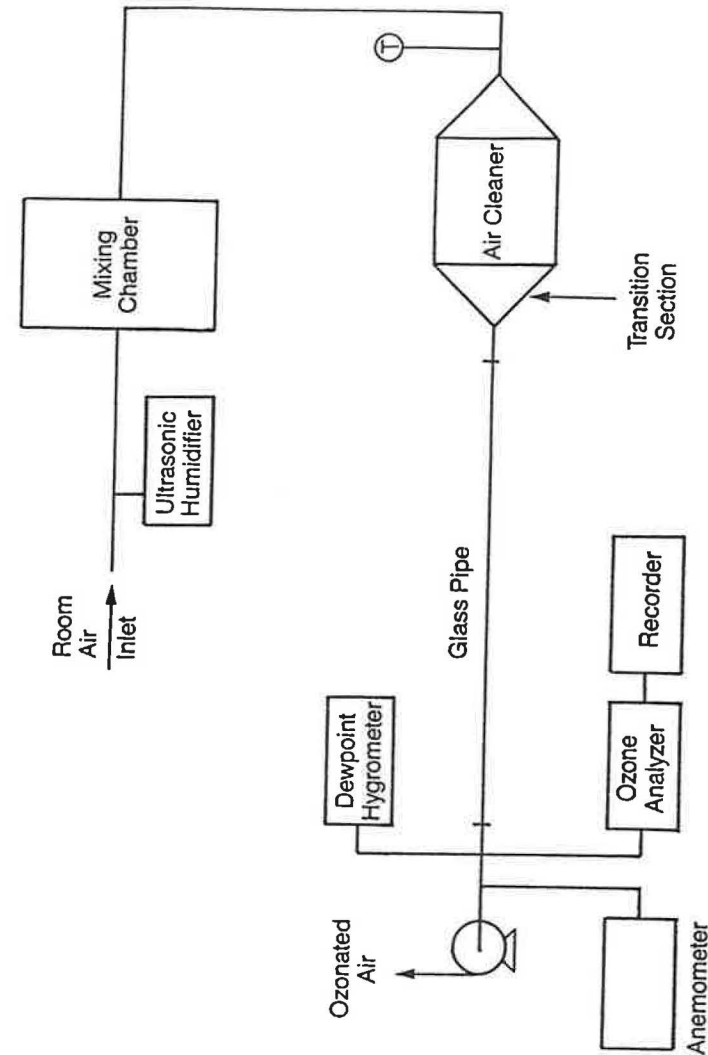 Room
Air
Inlet
Ultrasonic
Humidifier
Mixing
Chamber
T
Air Cleaner
Transition
Section
Glass Pipe
Dewpoint
Hygrometer
Ozonated
Air
Ozone
Analyzer
Recorder
Anemometer